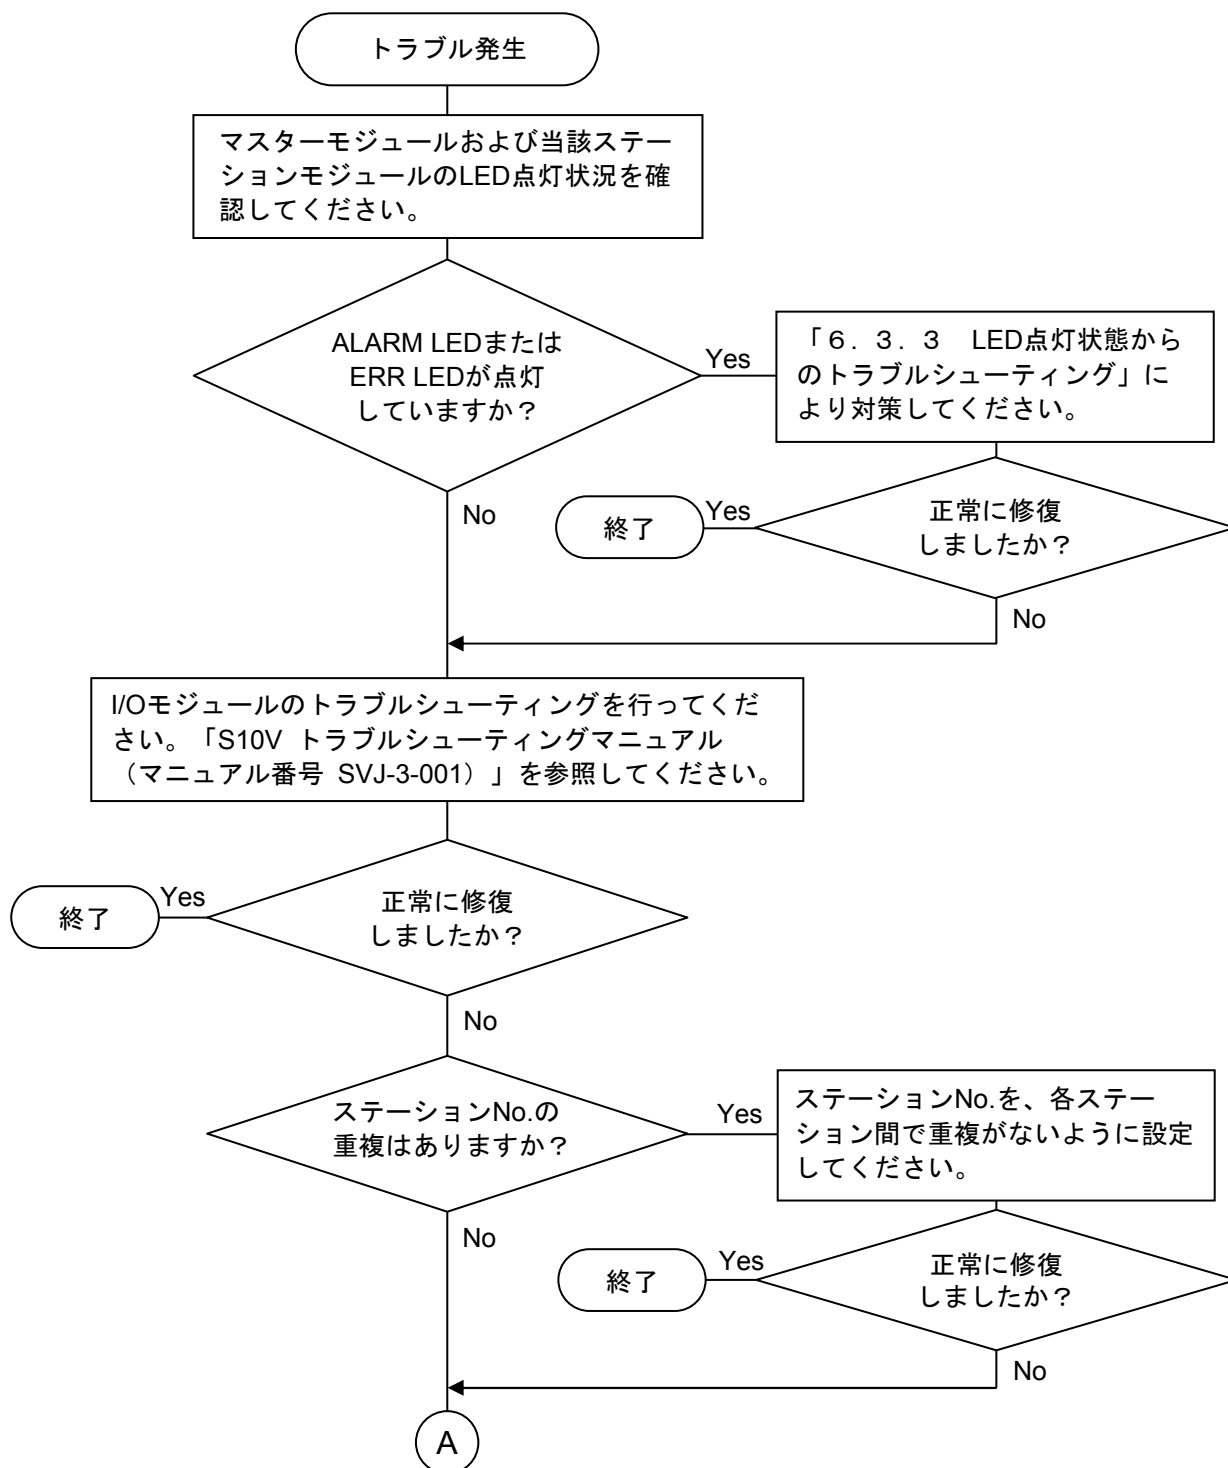 トラブル発生
マスターモジュールおよび当該ステー
ションモジュールのLED点灯状況を確
認してください。
ALARM LEDまたは
ERR LEDが点灯
していますか？
Yes
「６．３．３　LED点灯状態から
のトラブルシューティング」に
より対策してください。
No
終了
Yes
正常に修復
しましたか？
No
I/Oモジュールのトラブルシューティングを行ってくだ
さい。「S10V トラブルシューティングマニュアル
（マニュアル番号 SVJ-3-001）」を参照してください。
終了
Yes
正常に修復
しましたか？
No
ステーションNo.の
重複はありますか？
Yes
ステーションNo.を、各ステー
ション間で重複がないように設定
してください。
No
終了
Yes
正常に修復
しましたか？
No
A